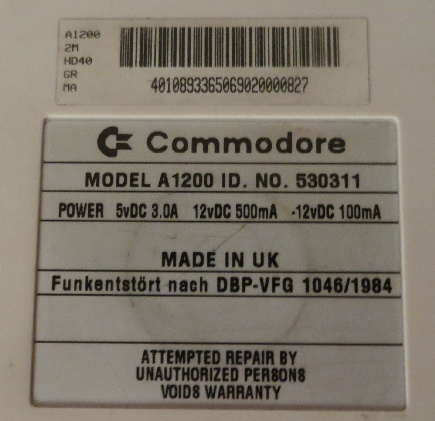 A1200
2M
HD40
GR
MA
4010893365069020000827
Commodore
MODEL A1200 ID. NO. 530311
POWER 5vDC 3.0A 12vDC 500mA -12vDC 100mA
MADE IN UK
Funkentstört nach DBP-VFG 1046/1984
ATTEMPTED REPAIR BY
UNAUTHORIZED PERSONS
VOIDS WARRANTY